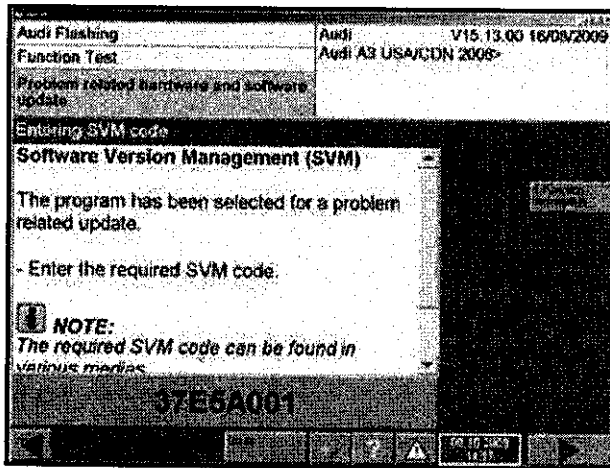 Audi Flashing
Audi V15.13.00 16/08/2009
Function Test
Audi A3 USA/CDN 2006>
Problem related hardware and software
update
Entering SVM code
Software Version Management (SVM)
The program has been selected for a problem
related update.
- Enter the required SVM code.
NOTE:
The required SVM code can be found in
various medias
37E5A001
?